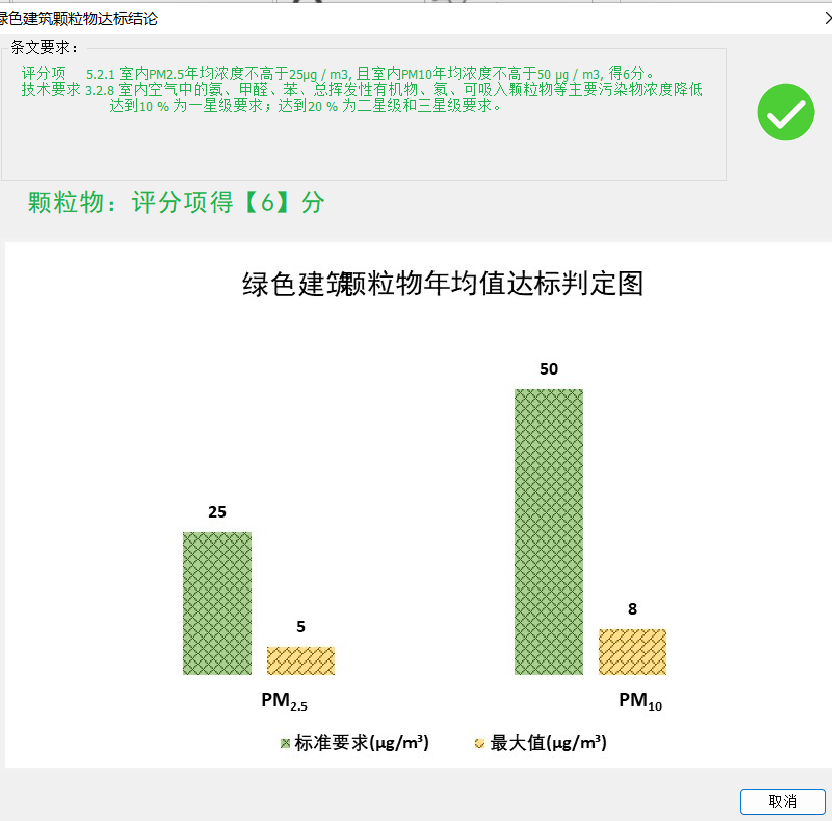 绿色建筑颗粒物达标结论
条文要求：
评分项 5.2.1 室内PM2.5年均浓度不高于25μg / m3, 且室内PM10年均浓度不高于50 μg / m3, 得6分。
技术要求 3.2.8 室内空气中的氨、甲醛、苯、总挥发性有机物、氡、可吸入颗粒物等主要污染物浓度降低
达到10 % 为一星级要求；达到20 % 为二星级和三星级要求。
颗粒物：评分项得【6】分
绿色建筑颗粒物年均值达标判定图
50
25
8
5
PM2.5 PM10
标准要求(μg/m³) 最大值(μg/m³)
取消